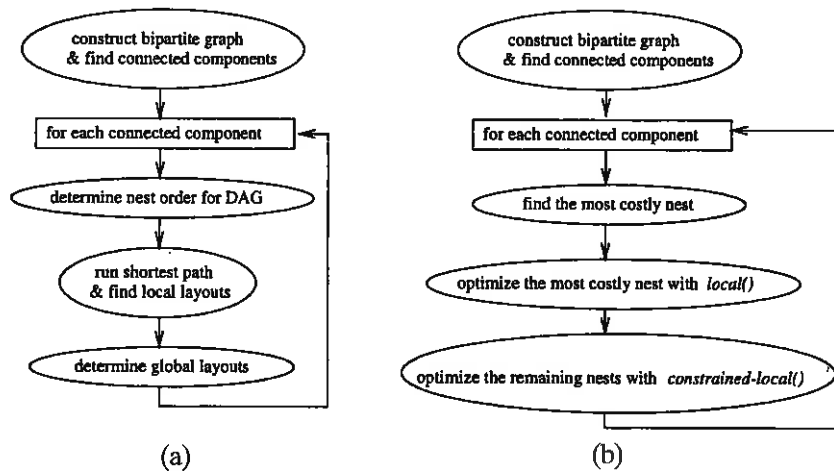 construct bipartite graph
& find connected components
for each connected component
determine nest order for DAG
run shortest path
& find local layouts
determine global layouts
(a)
construct bipartite graph
& find connected components
for each connected component
find the most costly nest
optimize the most costly nest with local()
optimize the remaining nests with constrained-local()
(b)